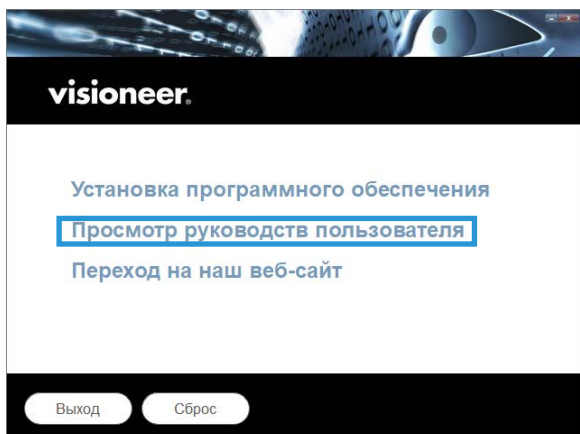 visioneer®
Установка программного обеспечения
Просмотр руководств пользователя
Переход на наш веб-сайт
Выход Сброс